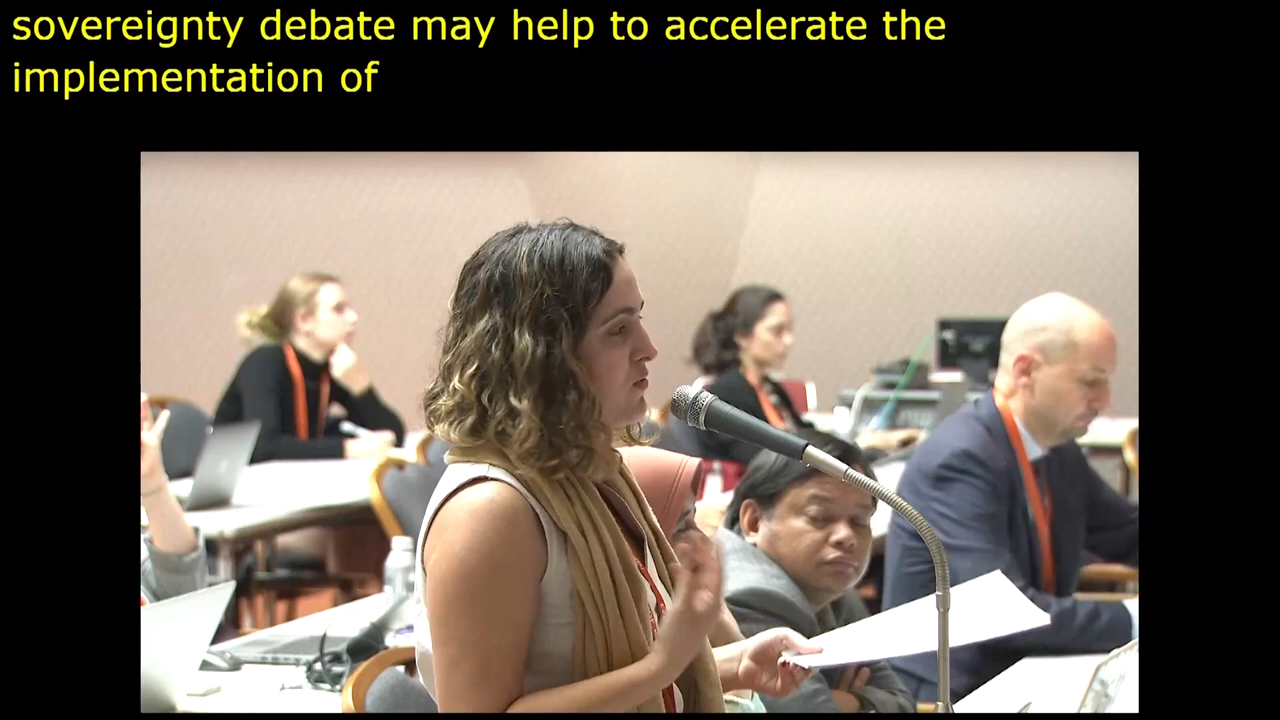 sovereignty debate may help to accelerate the
implementation of